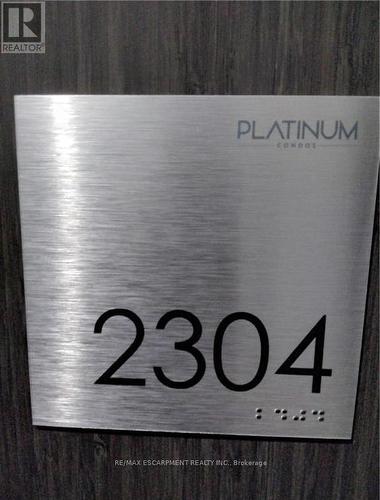 REALTOR®
PLATINUM
CONDOS
2304
RE/MAX ESCARPMENT REALTY INC., Brokerage